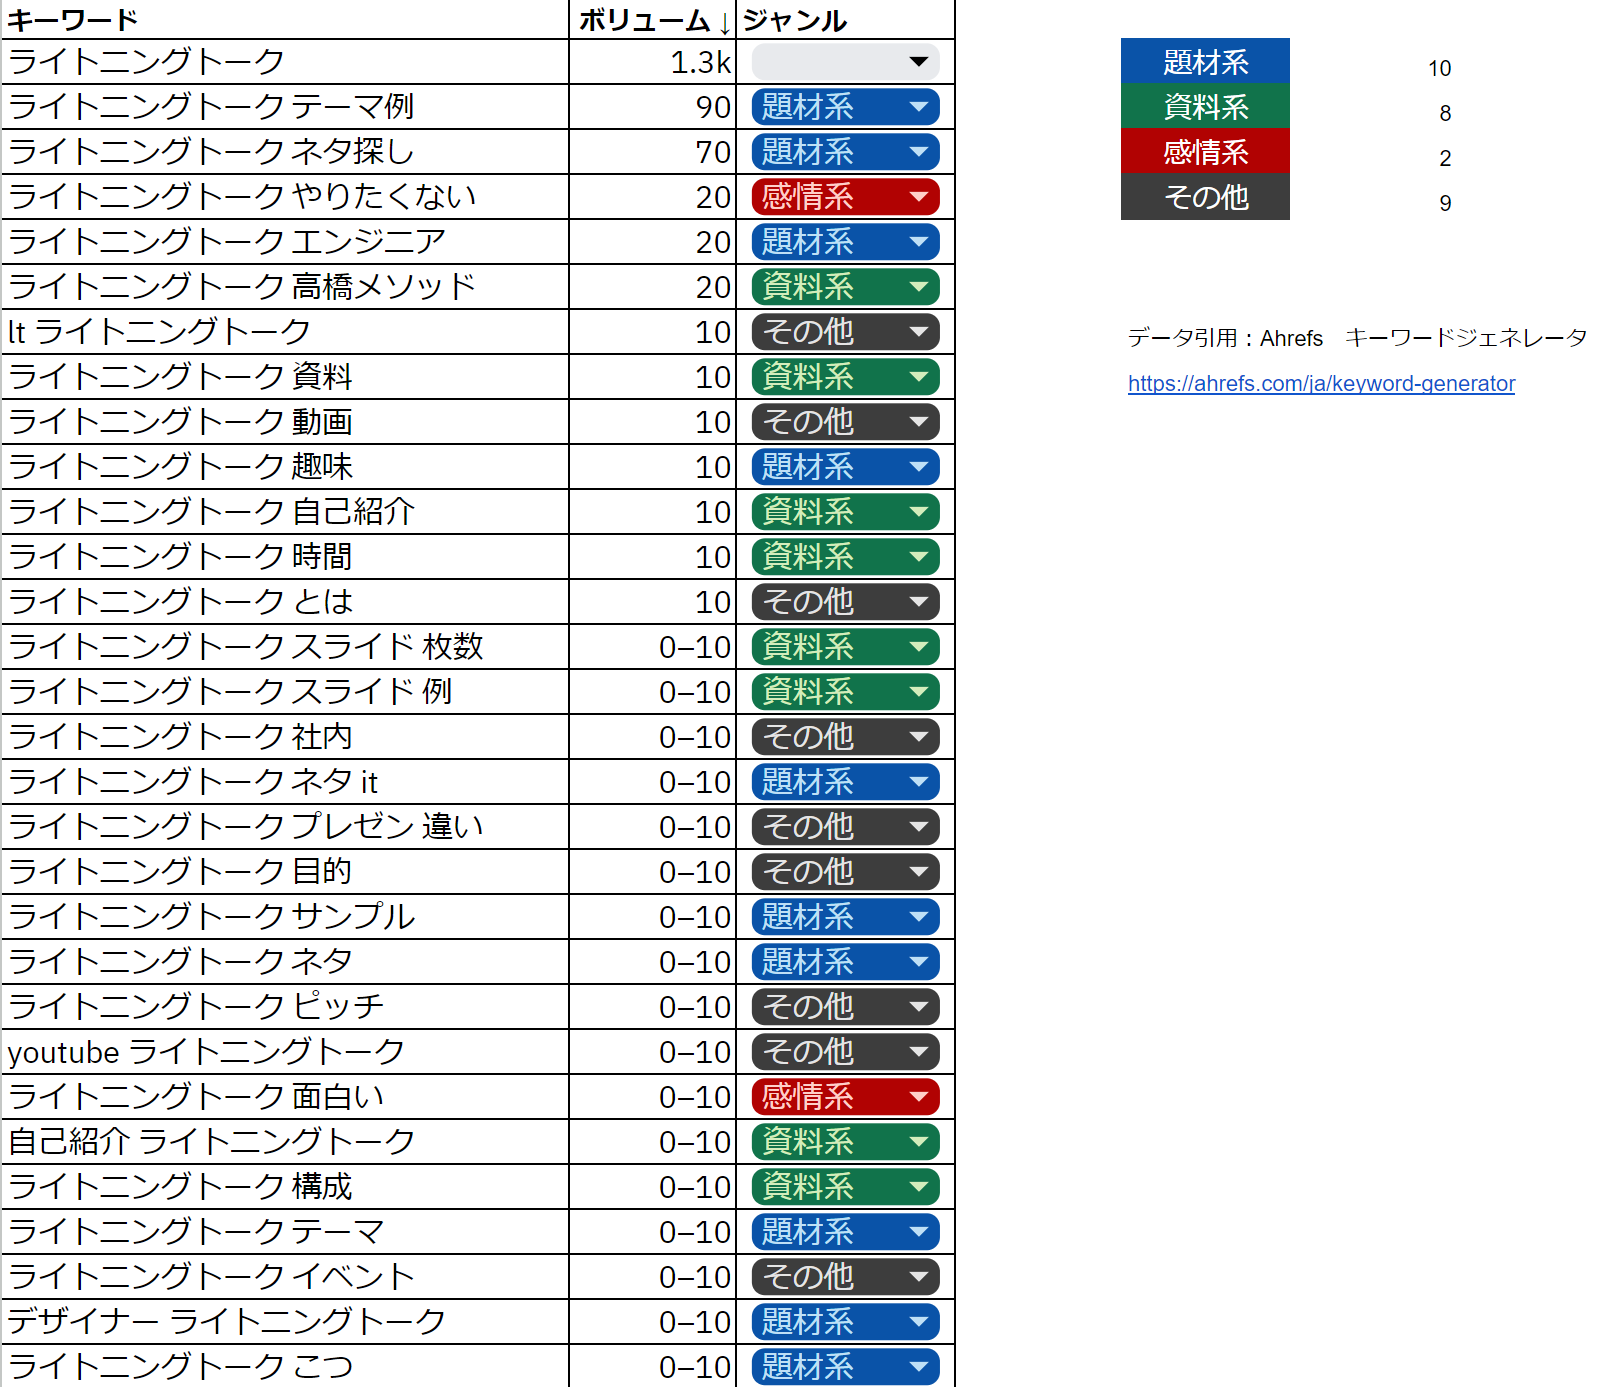 キーワード ボリューム ↓ ジャンル
ライトニングトーク 1.3k
ライトニングトーク テーマ例 90 題材系
ライトニングトーク ネタ探し 70 題材系
ライトニングトーク やりたくない 20 感情系
ライトニングトーク エンジニア 20 題材系
ライトニングトーク 高橋メソッド 20 資料系
lt ライトニングトーク 10 その他
ライトニングトーク 資料 10 資料系
ライトニングトーク 動画 10 その他
ライトニングトーク 趣味 10 題材系
ライトニングトーク 自己紹介 10 資料系
ライトニングトーク 時間 10 資料系
ライトニングトーク とは 10 その他
ライトニングトーク スライド 枚数 0–10 資料系
ライトニングトーク スライド 例 0–10 資料系
ライトニングトーク 社内 0–10 その他
ライトニングトーク ネタ it 0–10 題材系
ライトニングトーク プレゼン 違い 0–10 その他
ライトニングトーク 目的 0–10 その他
ライトニングトーク サンプル 0–10 題材系
ライトニングトーク ネタ 0–10 題材系
ライトニングトーク ピッチ 0–10 その他
youtube ライトニングトーク 0–10 その他
ライトニングトーク 面白い 0–10 感情系
自己紹介 ライトニングトーク 0–10 資料系
ライトニングトーク 構成 0–10 資料系
ライトニングトーク テーマ 0–10 題材系
ライトニングトーク イベント 0–10 その他
デザイナー ライトニングトーク 0–10 題材系
ライトニングトーク こつ 0–10 題材系
題材系 10
資料系 8
感情系 2
その他 9
データ引用：Ahrefs　キーワードジェネレータ
https://ahrefs.com/ja/keyword-generator